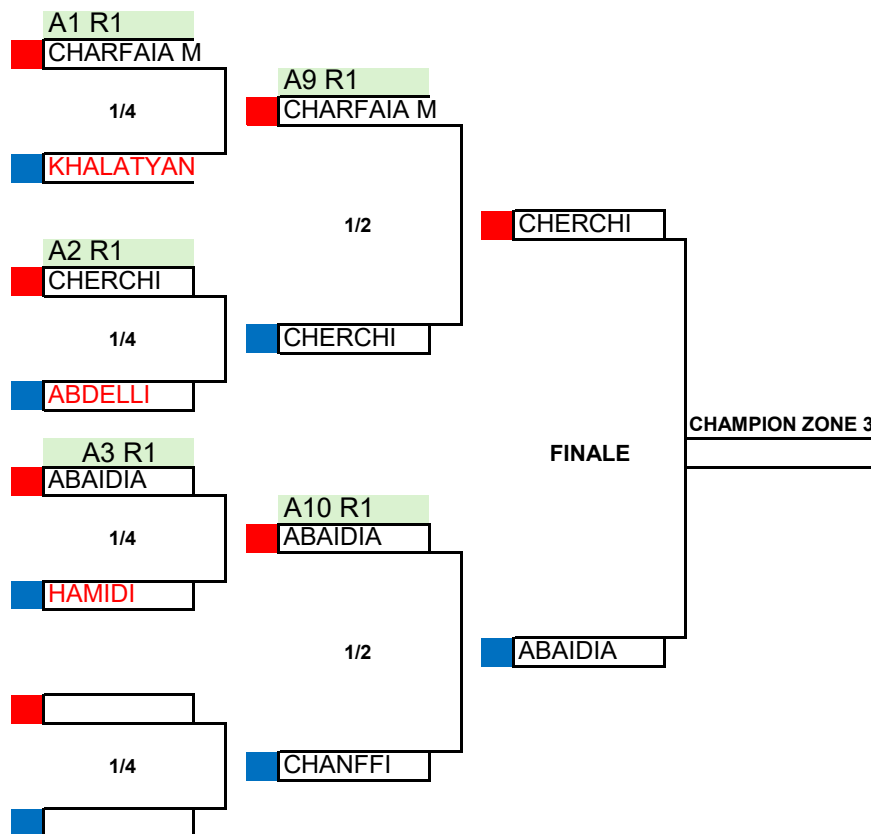 A1 R1
CHARFAIA M
1/4
KHALATYAN
A2 R1
CHERCHI
1/4
ABDELLI
A3 R1
ABAIDIA
1/4
HAMIDI
1/4
A9 R1
CHARFAIA M
1/2
CHERCHI
A10 R1
ABAIDIA
1/2
CHANFFI
CHERCHI
FINALE
ABAIDIA
CHAMPION ZONE 3